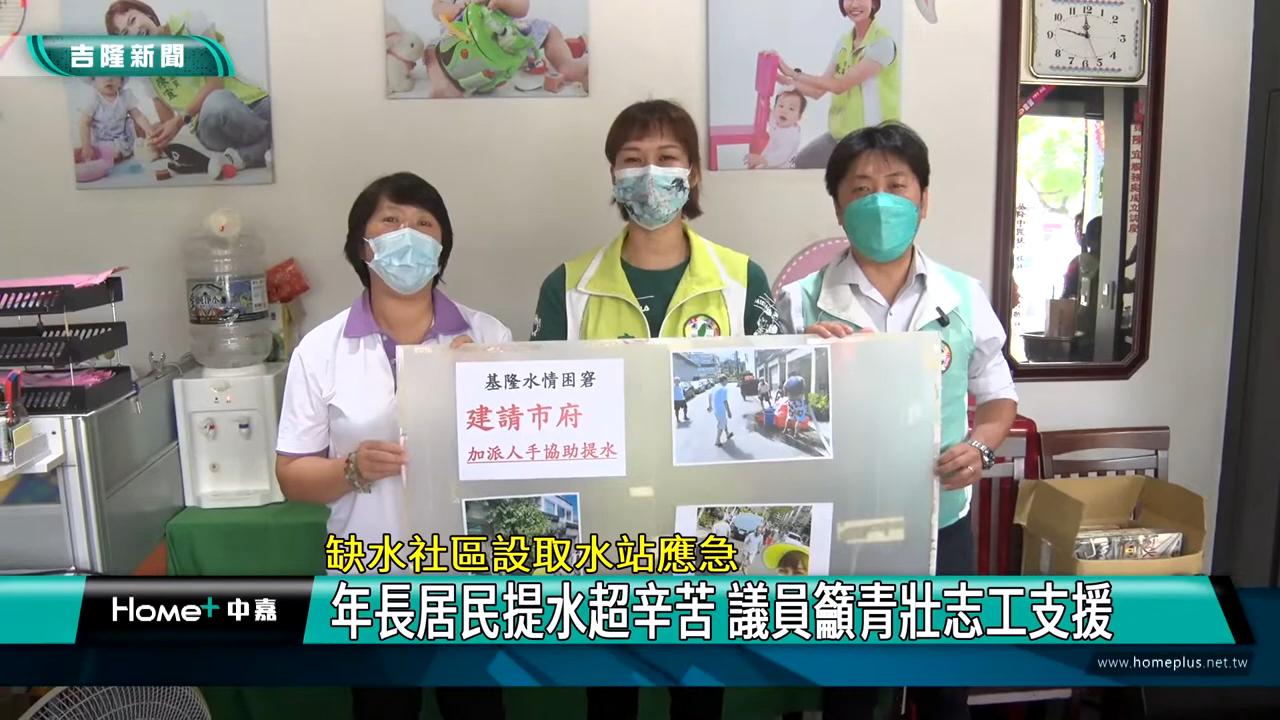 吉隆新聞
基隆水情困窘
建請市府
加派人手協助提水
缺水社區設取水站應急
Home+中嘉
年長居民提水超辛苦 議員籲青壯志工支援
www.homeplus.net.tw